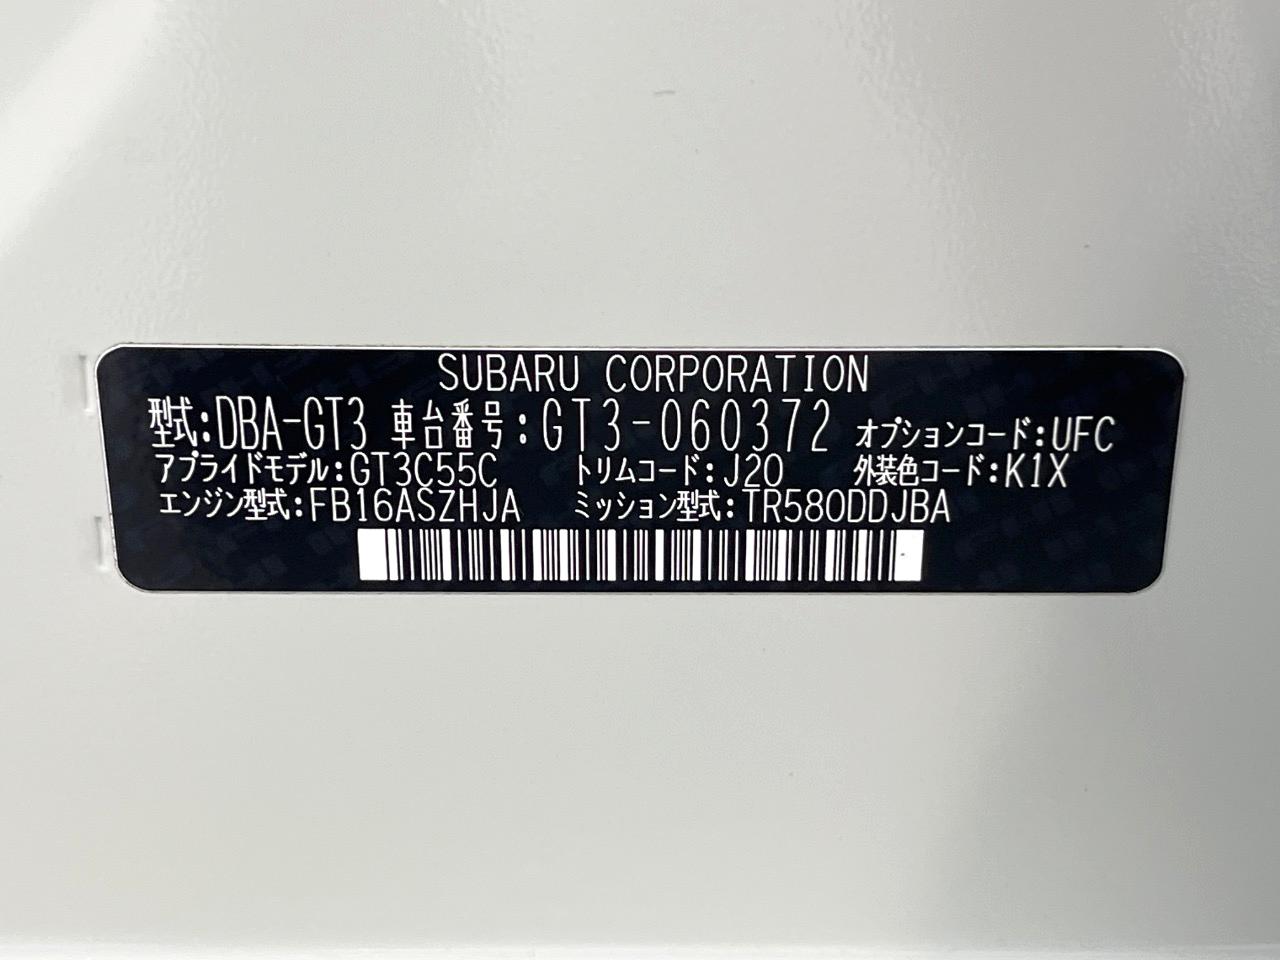 SUBARU CORPORATION
型式:DBA-GT3 車台番号:GT3-060372 オプションコード:UFC
アプライドモデル:GT3C55C トリムコード:J20 外装色コード:K1X
エンジン型式:FB16ASZHJA ミッション型式:TR580DDJBA